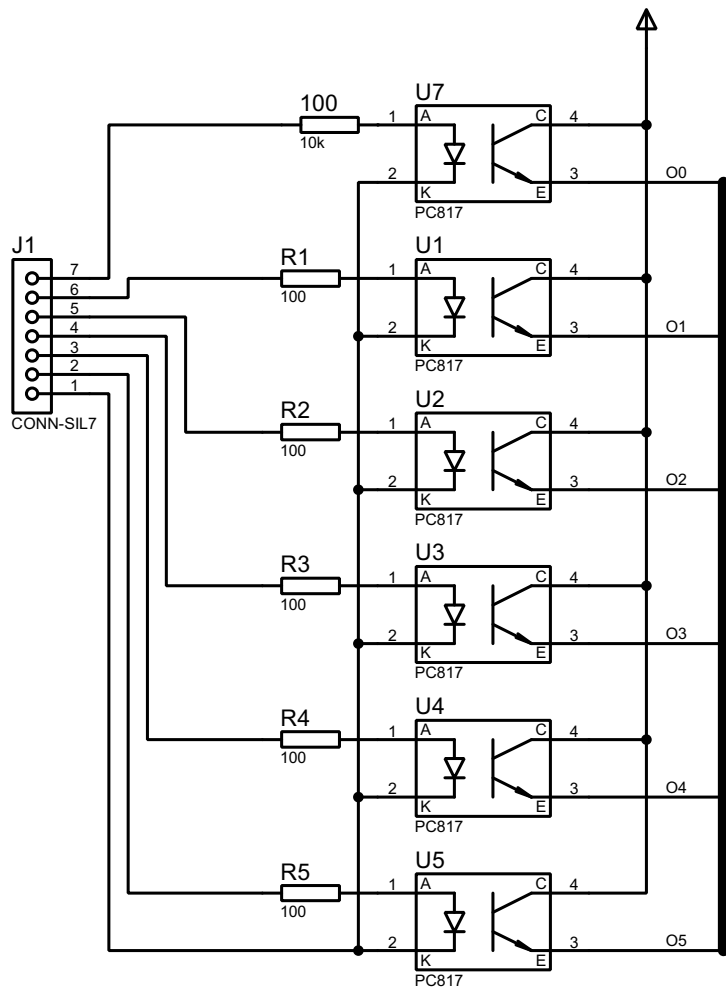 U7
100
10k
1
A
C
4
2
K
E
3
O0
PC817
J1
7
6
5
4
3
2
1
CONN-SIL7
U1
R1
100
1
A
C
4
2
K
E
3
O1
PC817
U2
R2
100
1
A
C
4
2
K
E
3
O2
PC817
U3
R3
100
1
A
C
4
2
K
E
3
O3
PC817
U4
R4
100
1
A
C
4
2
K
E
3
O4
PC817
U5
R5
100
1
A
C
4
2
K
E
3
O5
PC817